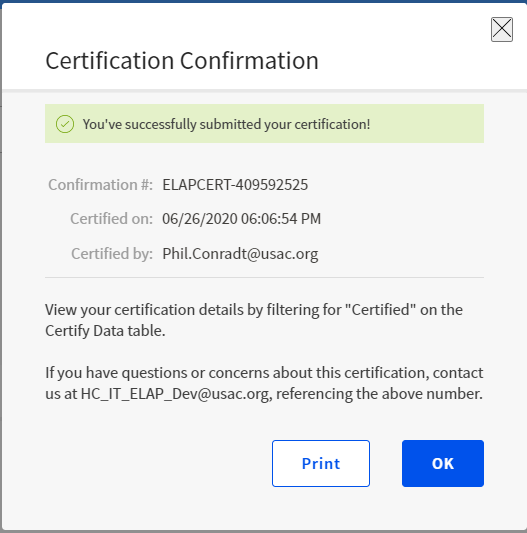 Certification Confirmation
You've successfully submitted your certification!
Confirmation #: ELAPCERT-409592525
Certified on: 06/26/2020 06:06:54 PM
Certified by: Phil.Conradt@usac.org
View your certification details by filtering for "Certified" on the
Certify Data table.
If you have questions or concerns about this certification, contact
us at HC_IT_ELAP_Dev@usac.org, referencing the above number.
Print OK